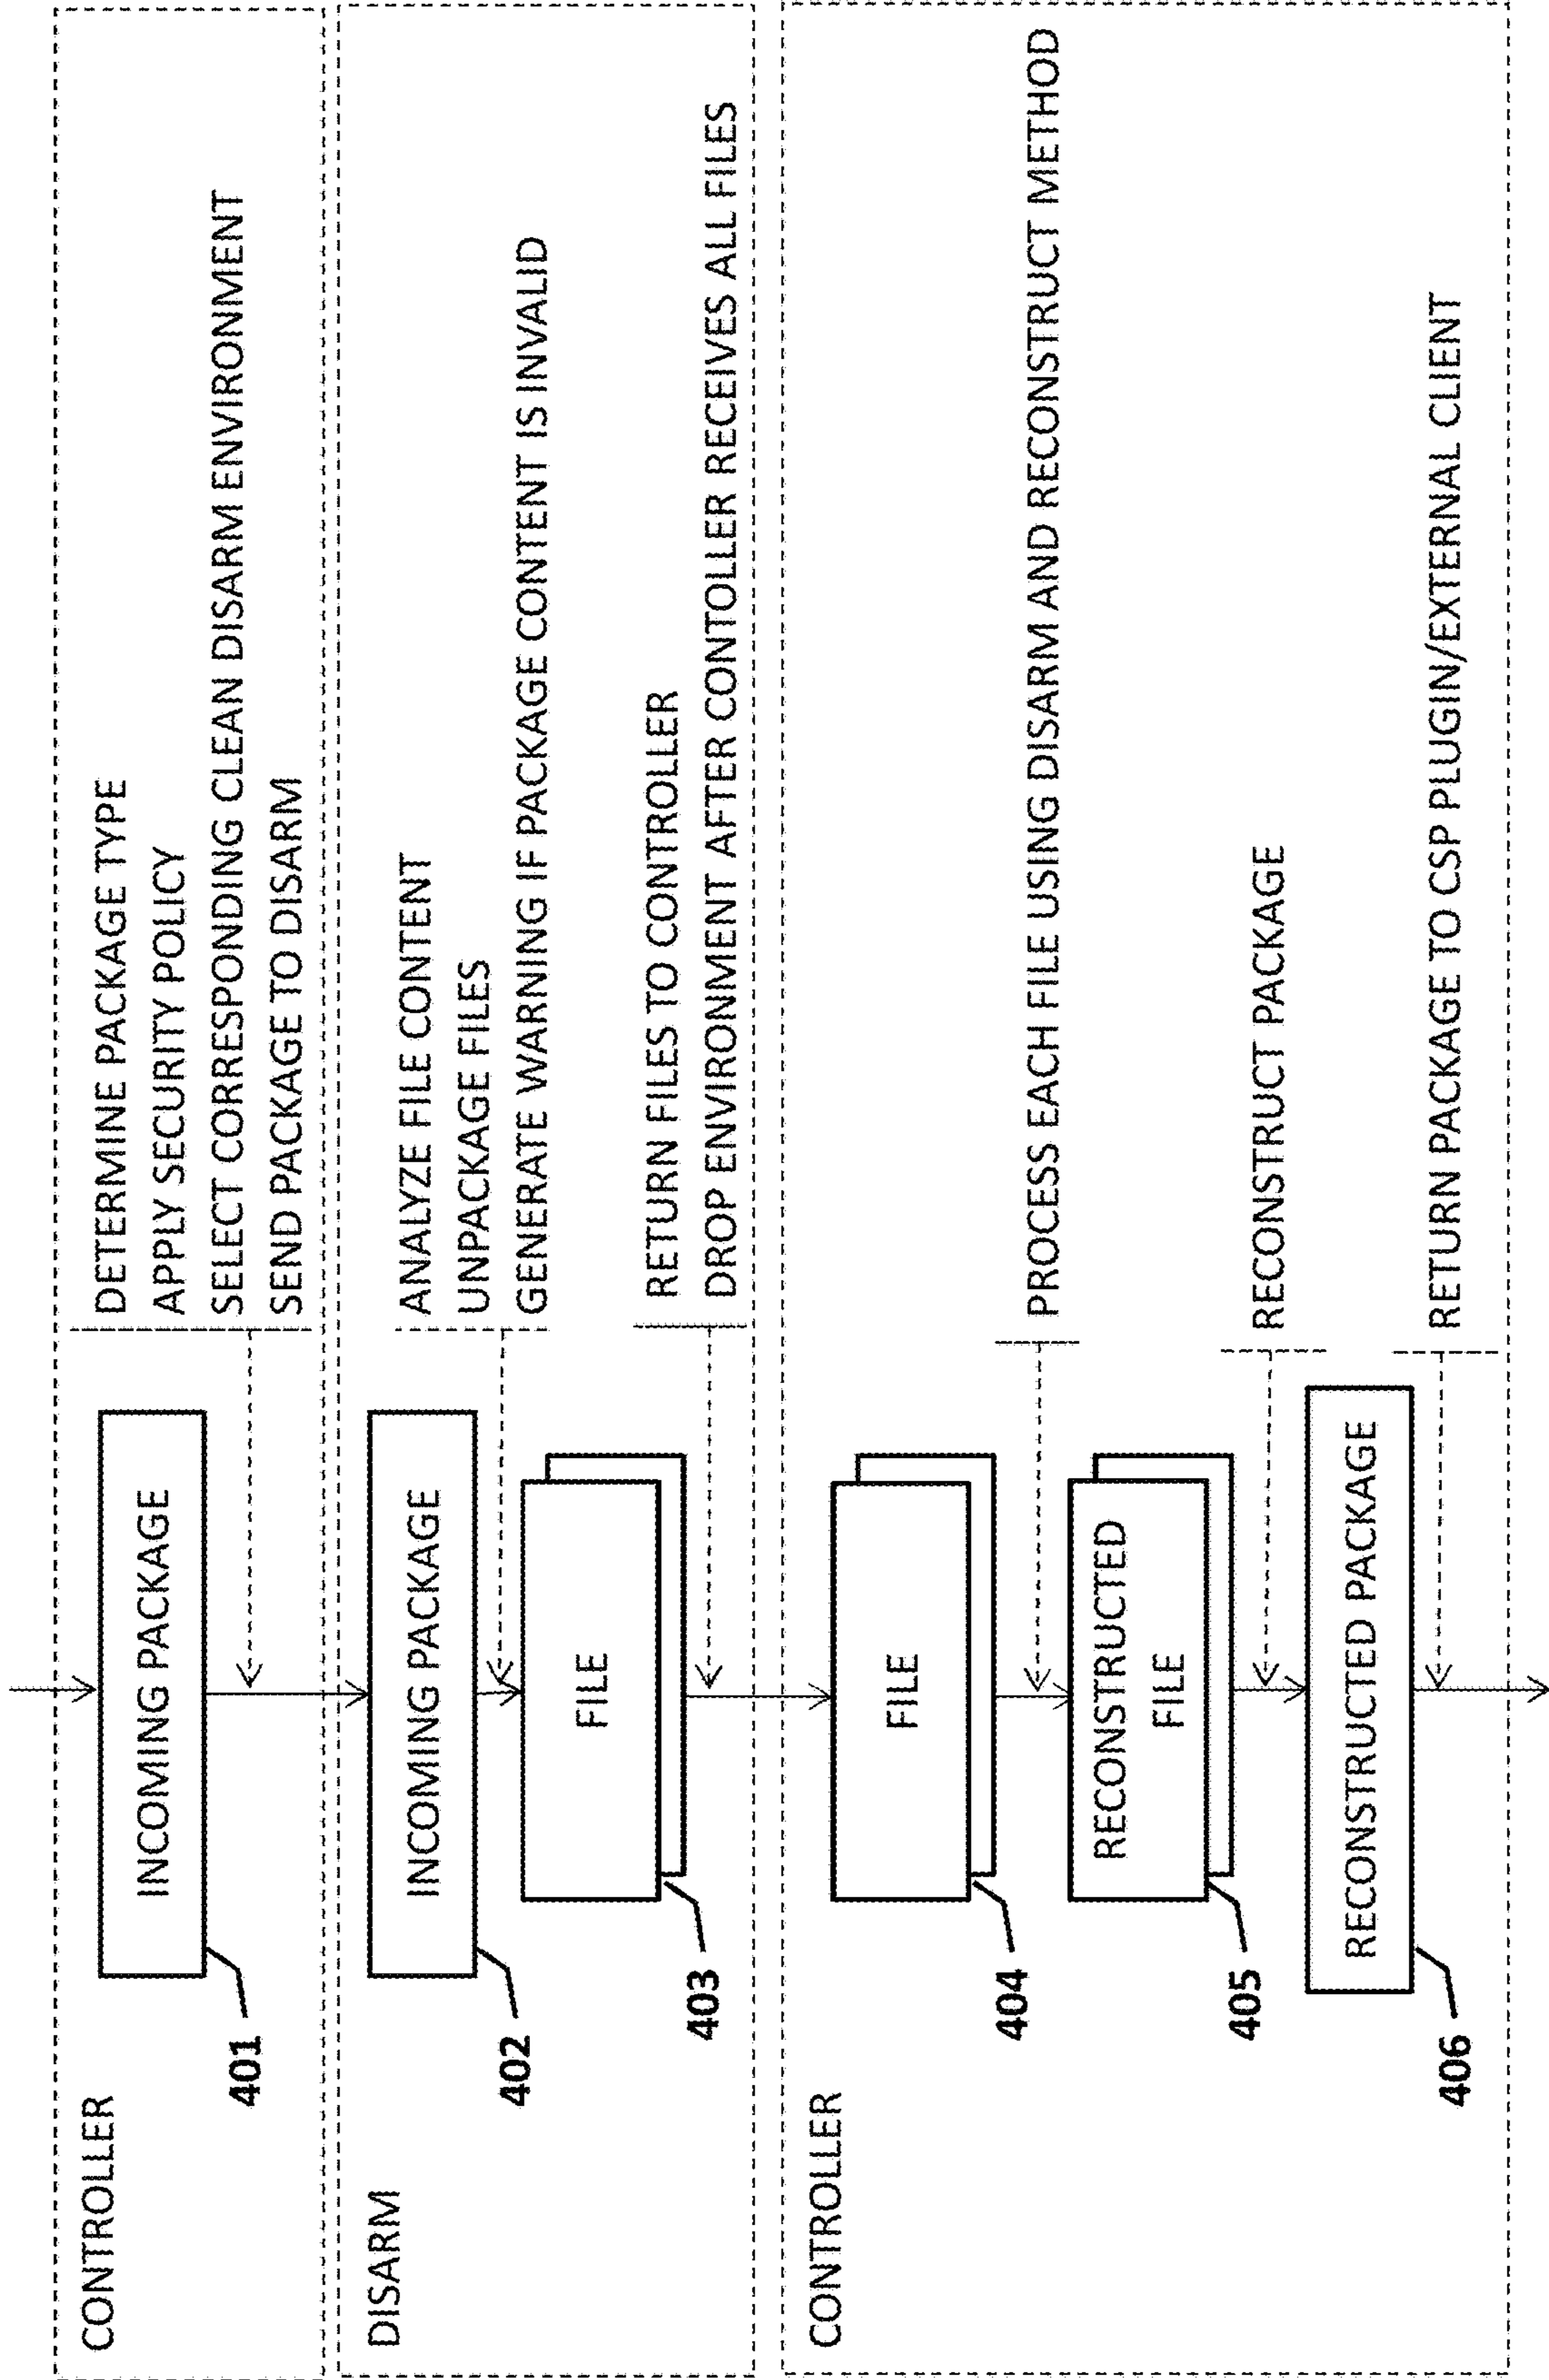 CONTROLLER
INCOMING PACKAGE
401
DETERMINE PACKAGE TYPE
APPLY SECURITY POLICY
SELECT CORRESPONDING CLEAN DISARM ENVIRONMENT
SEND PACKAGE TO DISARM
DISARM
INCOMING PACKAGE
402
ANALYZE FILE CONTENT
UNPACKAGE FILES
GENERATE WARNING IF PACKAGE CONTENT IS INVALID
FILE
403
RETURN FILES TO CONTROLLER
DROP ENVIRONMENT AFTER CONTOLLER RECEIVES ALL FILES
CONTROLLER
FILE
404
PROCESS EACH FILE USING DISARM AND RECONSTRUCT METHOD
RECONSTRUCTED
FILE
405
RECONSTRUCT PACKAGE
RECONSTRUCTED PACKAGE
406
RETURN PACKAGE TO CSP PLUGIN/EXTERNAL CLIENT